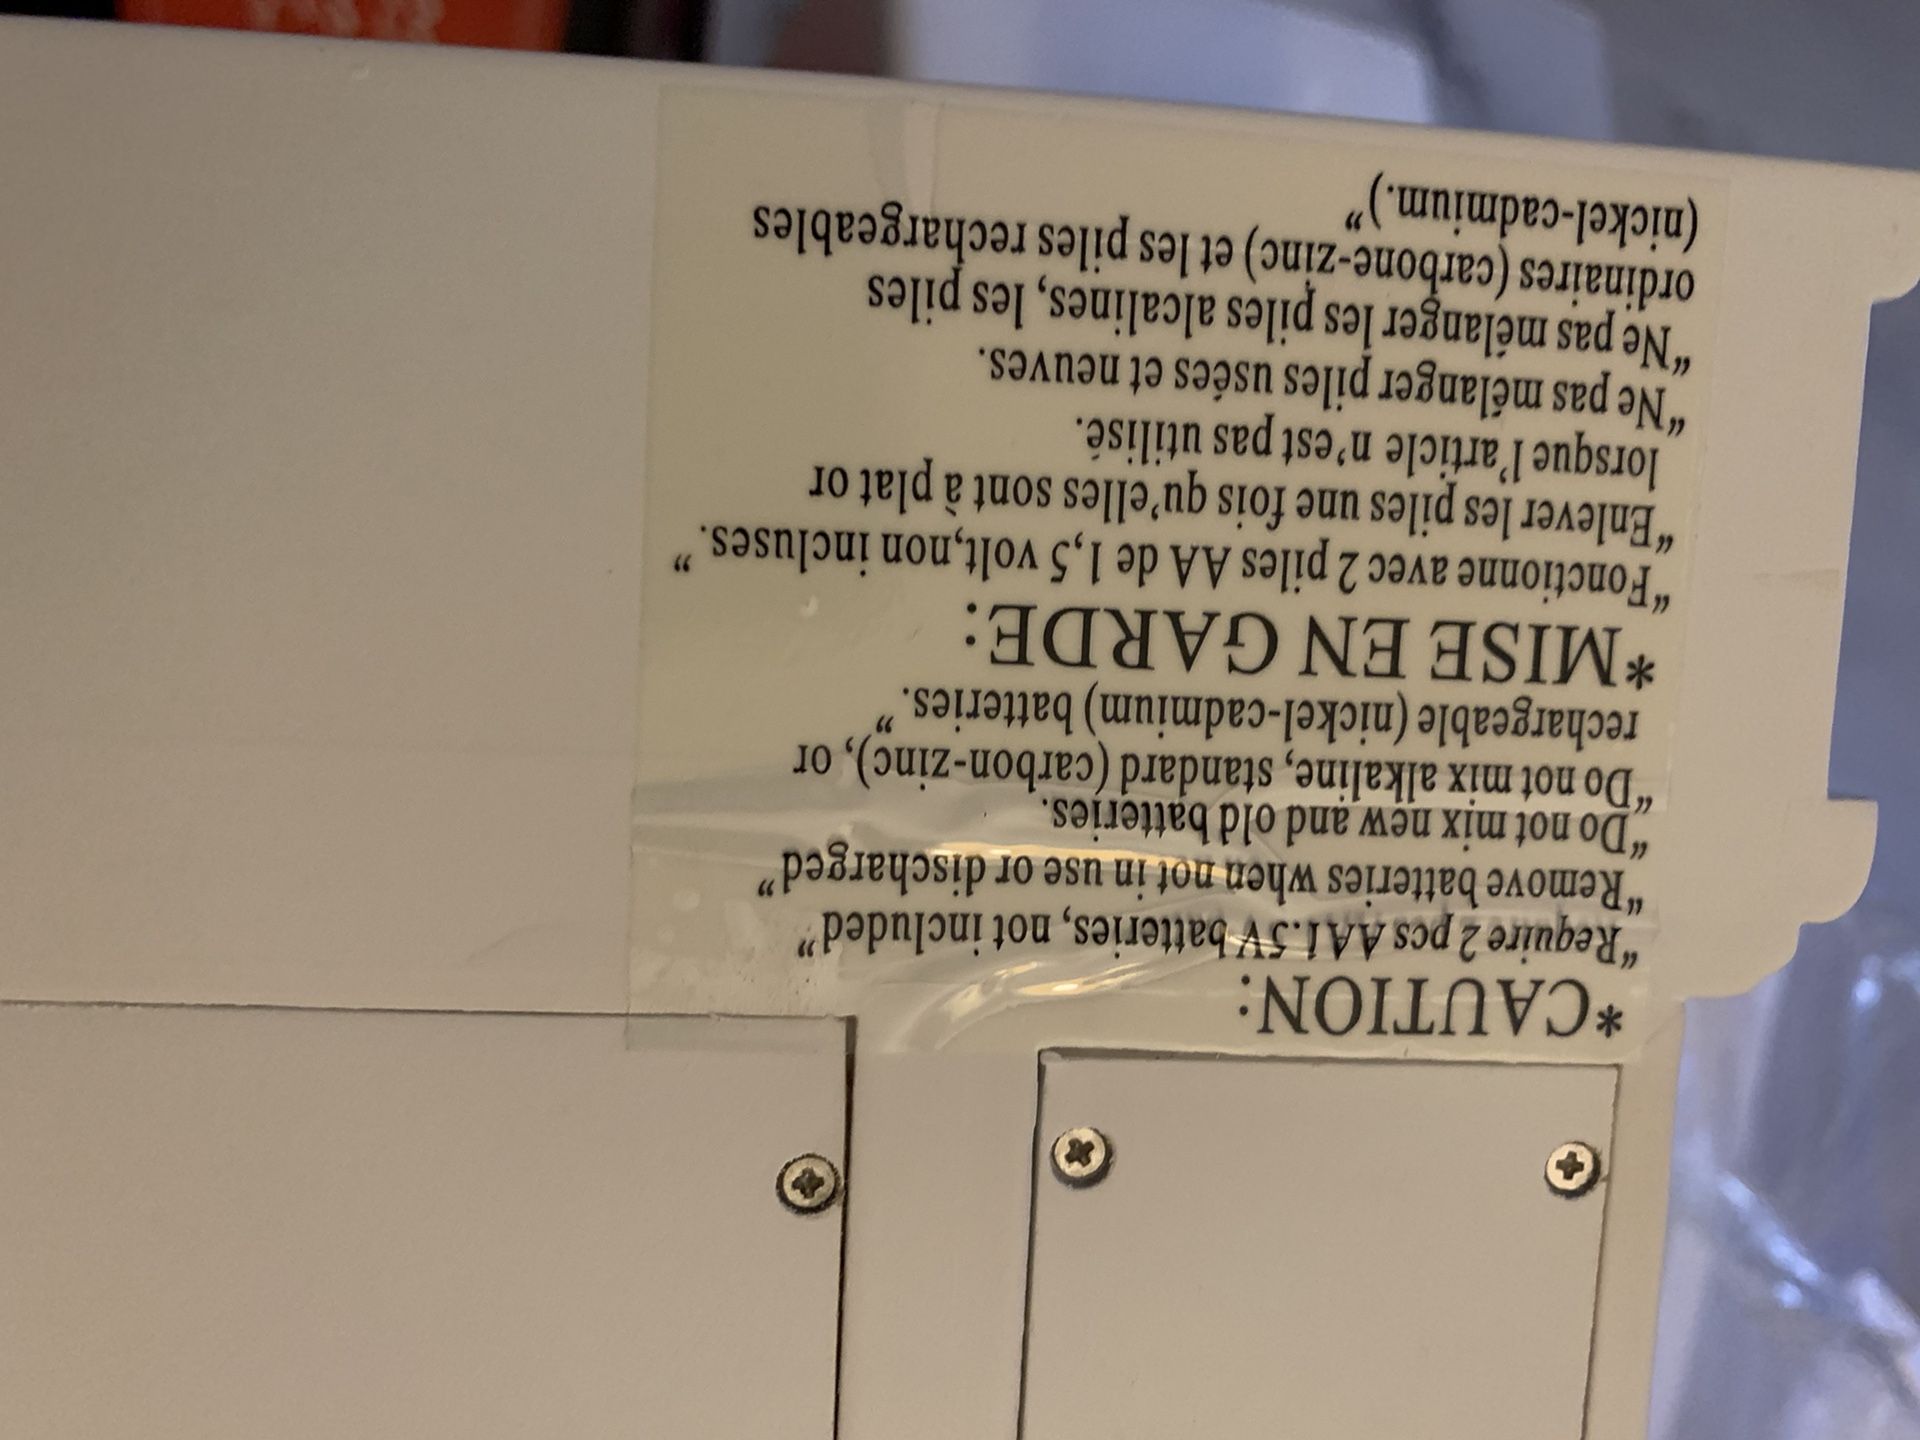 *CAUTION:
"Require 2 pcs AA1.5V batteries, not included"
"Remove batteries when not in use or discharged"
"Do not mix new and old batteries.
"Do not mix alkaline, standard (carbon-zinc), or
rechargeable (nickel-cadmium) batteries."
*MISE EN GARDE:
"Fonctionne avec 2 piles AA de 1,5 volt,non incluses."
"Enlever les piles une fois qu'elles sont à plat or
lorsque l'article n'est pas utilisé.
"Ne pas mélanger piles usées et neuves.
"Ne pas mélanger les piles alcalines, les piles
ordinaires (carbone-zinc) et les piles rechargeables
(nickel-cadmium.)"